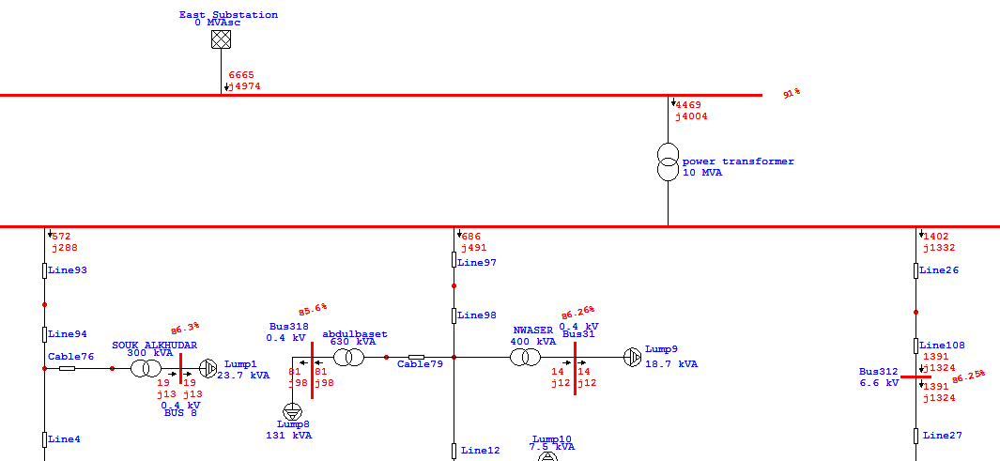 East Substation
0 MVAsc
6665
j4974
91%
4469
j4004
power transformer
10 MVA
572
j288
686
j491
1402
j1332
Line93
Line97
Line26
Line94
Line98
86.3%
85.6%
86.26%
SOUK ALKHUDAR
300 kVA
Bus318
0.4 kV
abdulbaset
630 kVA
NWASER
400 kVA
0.4 kV
Bus31
Line108
Cable76
Cable79
Lump1
23.7 kVA
Lump9
18.7 kVA
19
j13
19
j13
0.4 kV
BUS 8
81
j98
81
j98
14
j12
14
j12
1391
j1324
Bus312
6.6 kV
86.25%
1391
j1324
Lump8
131 kVA
Line4
Line12
Lump10
7.5 kVA
Line27